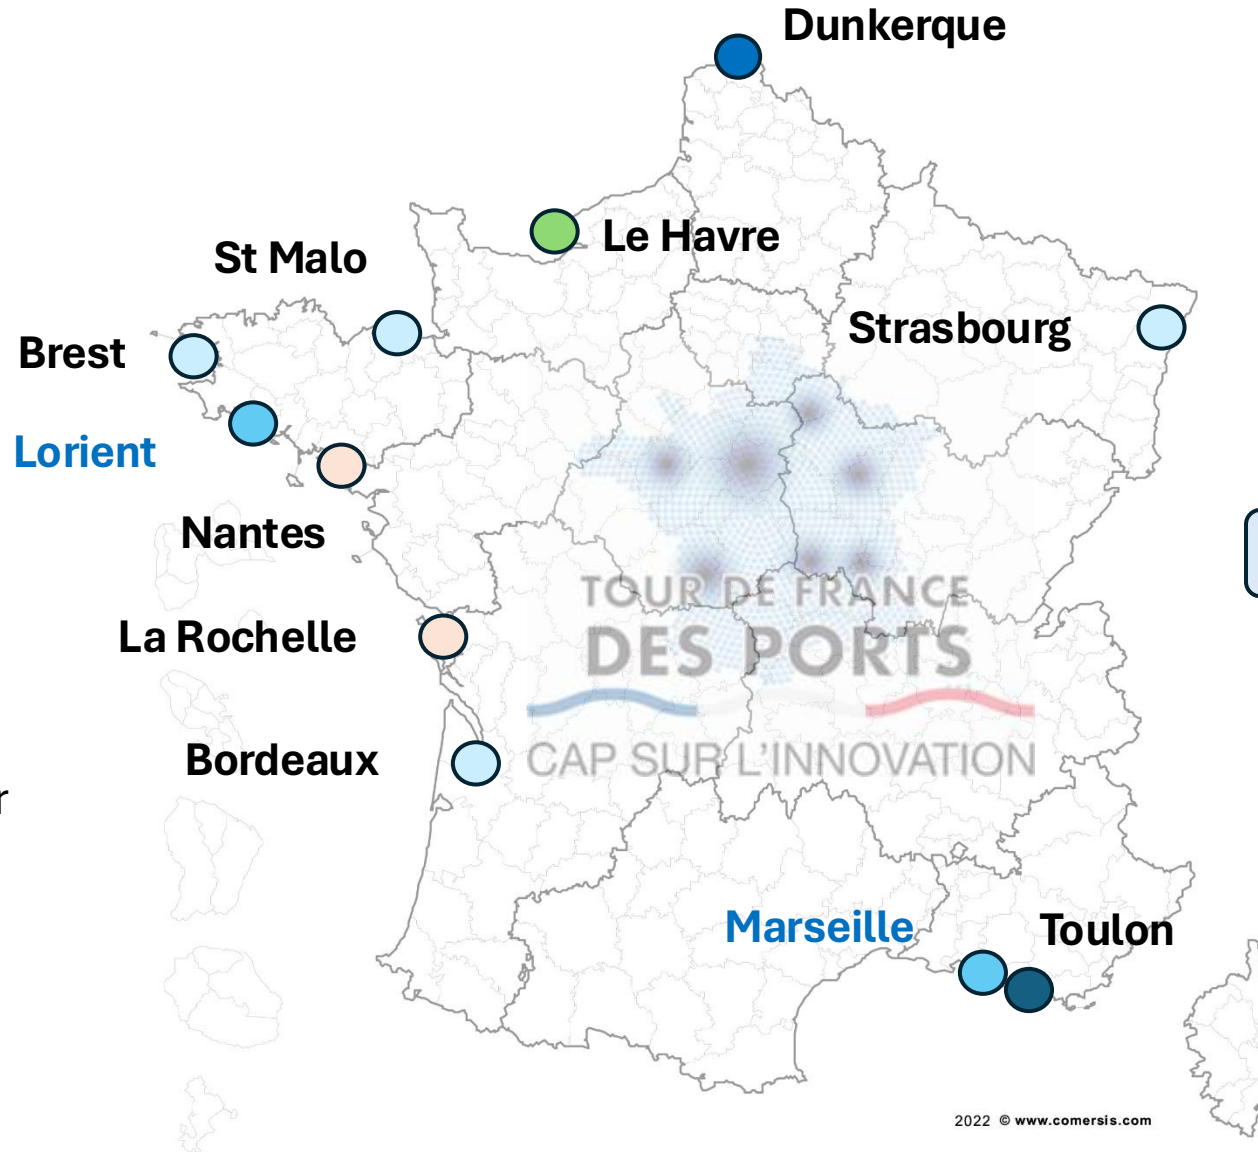 Dunkerque
Le Havre
St Malo
Strasbourg
Brest
Lorient
Nantes
TOUR DE FRANCE
DES PORTS
La Rochelle
CAP SUR L'INNOVATION
Bordeaux
r
Marseille
Toulon
2022 © www.comersis.com